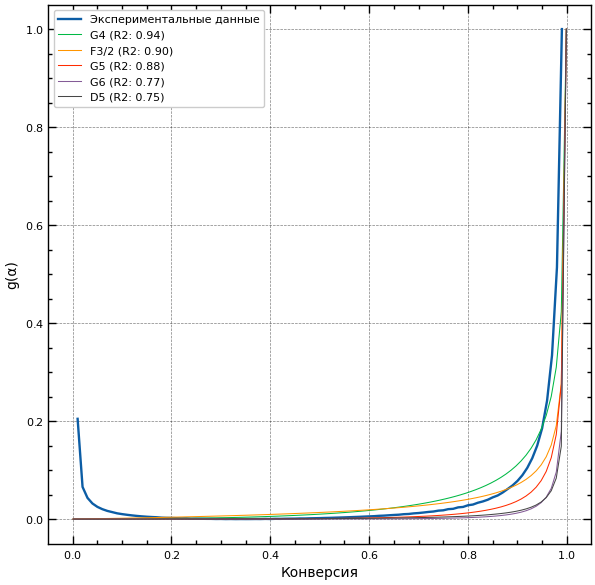 Экспериментальные данные
G4 (R2: 0.94)
F3/2 (R2: 0.90)
G5 (R2: 0.88)
G6 (R2: 0.77)
D5 (R2: 0.75)
1.0
0.8
0.6
0.4
0.2
0.0
g(α)
0.0 0.2 0.4 0.6 0.8 1.0
Конверсия